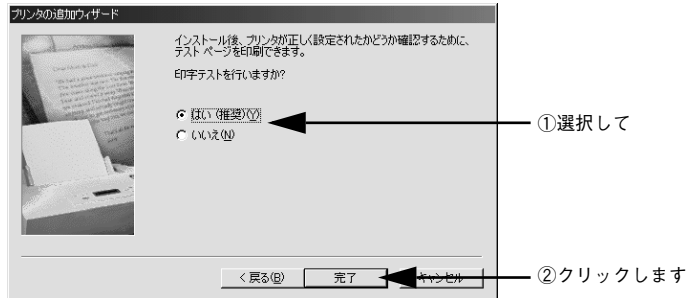 プリンタの追加ウィザード
インストール後、プリンタが正しく設定されたかどうか確認するために、
テスト ページを印刷できます。
印字テストを行いますか?
はい (推奨)(Y)
いいえ(N)
①選択して
< 戻る(B)
完了
キャンセル
②クリックします